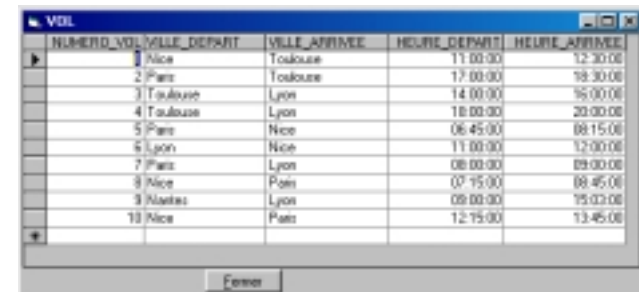 VOL
NUMERO_VOL VILLE_DEPART VILLE_ARRIVEE HEURE_DEPART HEURE_ARRIVEE
1 Nice Toulouse 11:00:00 12:30:00
2 Paris Toulouse 17:00:00 18:30:00
3 Toulouse Lyon 14:00:00 16:00:00
4 Toulouse Lyon 18:00:00 20:00:00
5 Paris Nice 06:45:00 08:15:00
6 Lyon Nice 11:00:00 12:00:00
7 Paris Lyon 08:00:00 09:00:00
8 Nice Paris 07:15:00 08:45:00
9 Nantes Lyon 09:00:00 15:03:00
10 Nice Paris 12:15:00 13:45:00
Fermer